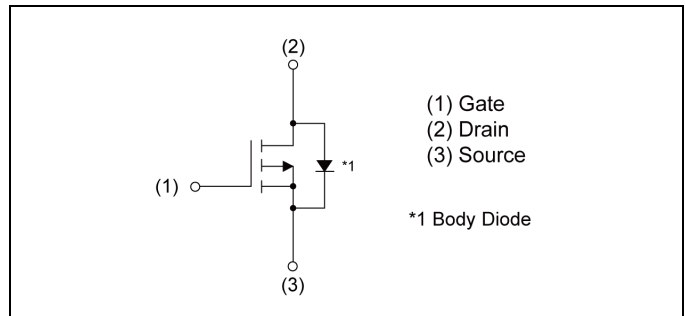 (2)
(1) Gate
(2) Drain
(3) Source
*1
(1)
*1 Body Diode
(3)